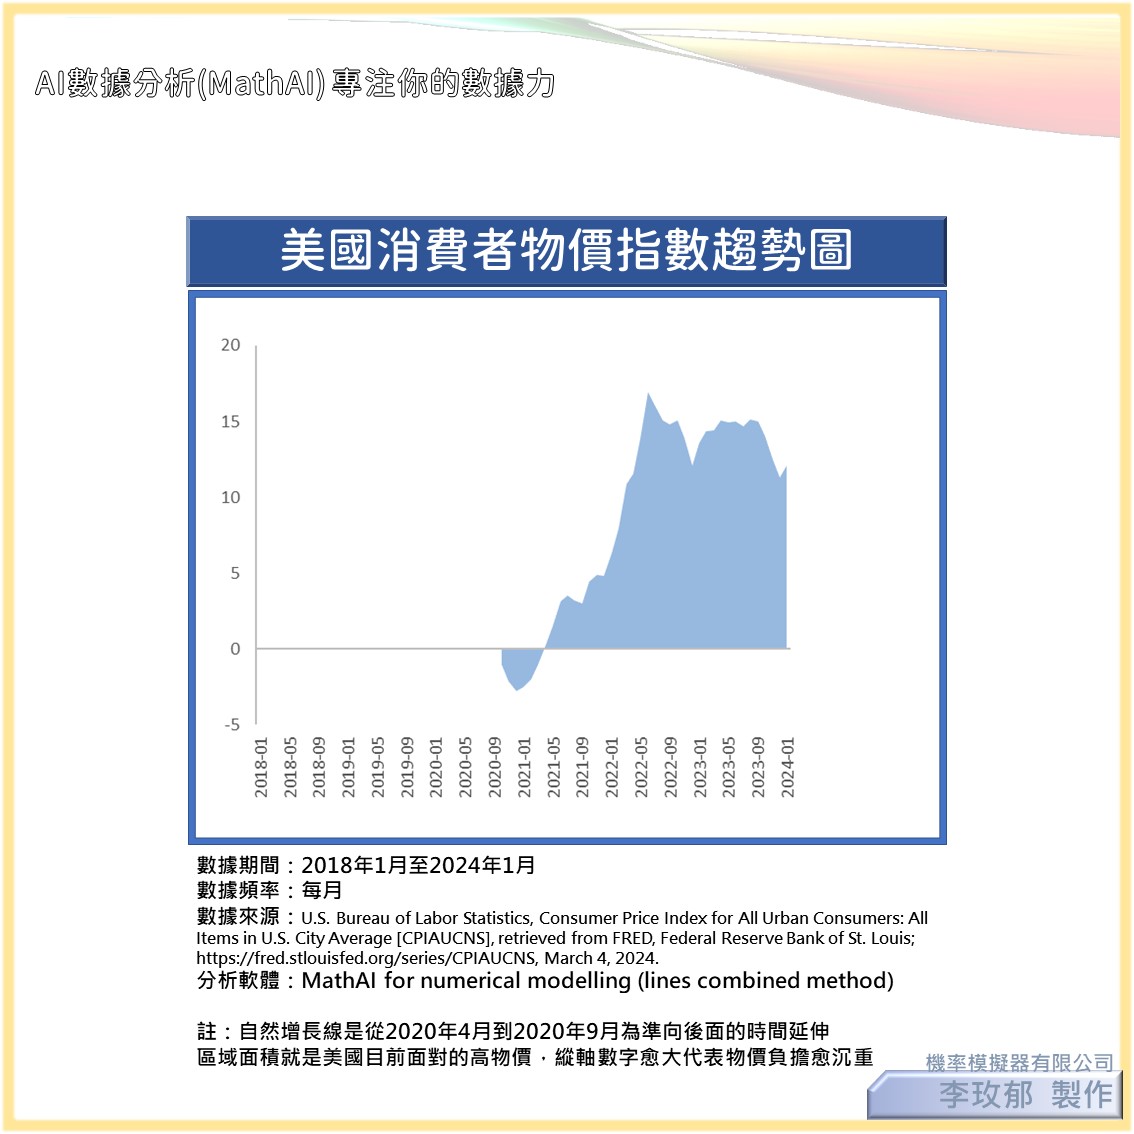 AI數據分析(MathAI) 專注你的數據力
美國消費者物價指數趨勢圖
20
15
10
5
0
-5
2018-01
2018-05
2018-09
2019-01
2019-05
2019-09
2020-01
2020-05
2020-09
2021-01
2021-05
2021-09
2022-01
2022-05
2022-09
2023-01
2023-05
2023-09
2024-01
數據期間：2018年1月至2024年1月
數據頻率：每月
數據來源：U.S. Bureau of Labor Statistics, Consumer Price Index for All Urban Consumers: All
Items in U.S. City Average [CPIAUCNS], retrieved from FRED, Federal Reserve Bank of St. Louis;
https://fred.stlouisfed.org/series/CPIAUCNS, March 4, 2024.
分析軟體：MathAI for numerical modelling (lines combined method)
註：自然增長線是從2020年4月到2020年9月為準向後面的時間延伸
區域面積就是美國目前面對的高物價，縱軸數字愈大代表物價負擔愈沉重
機率模擬器有限公司
李玫郁 製作